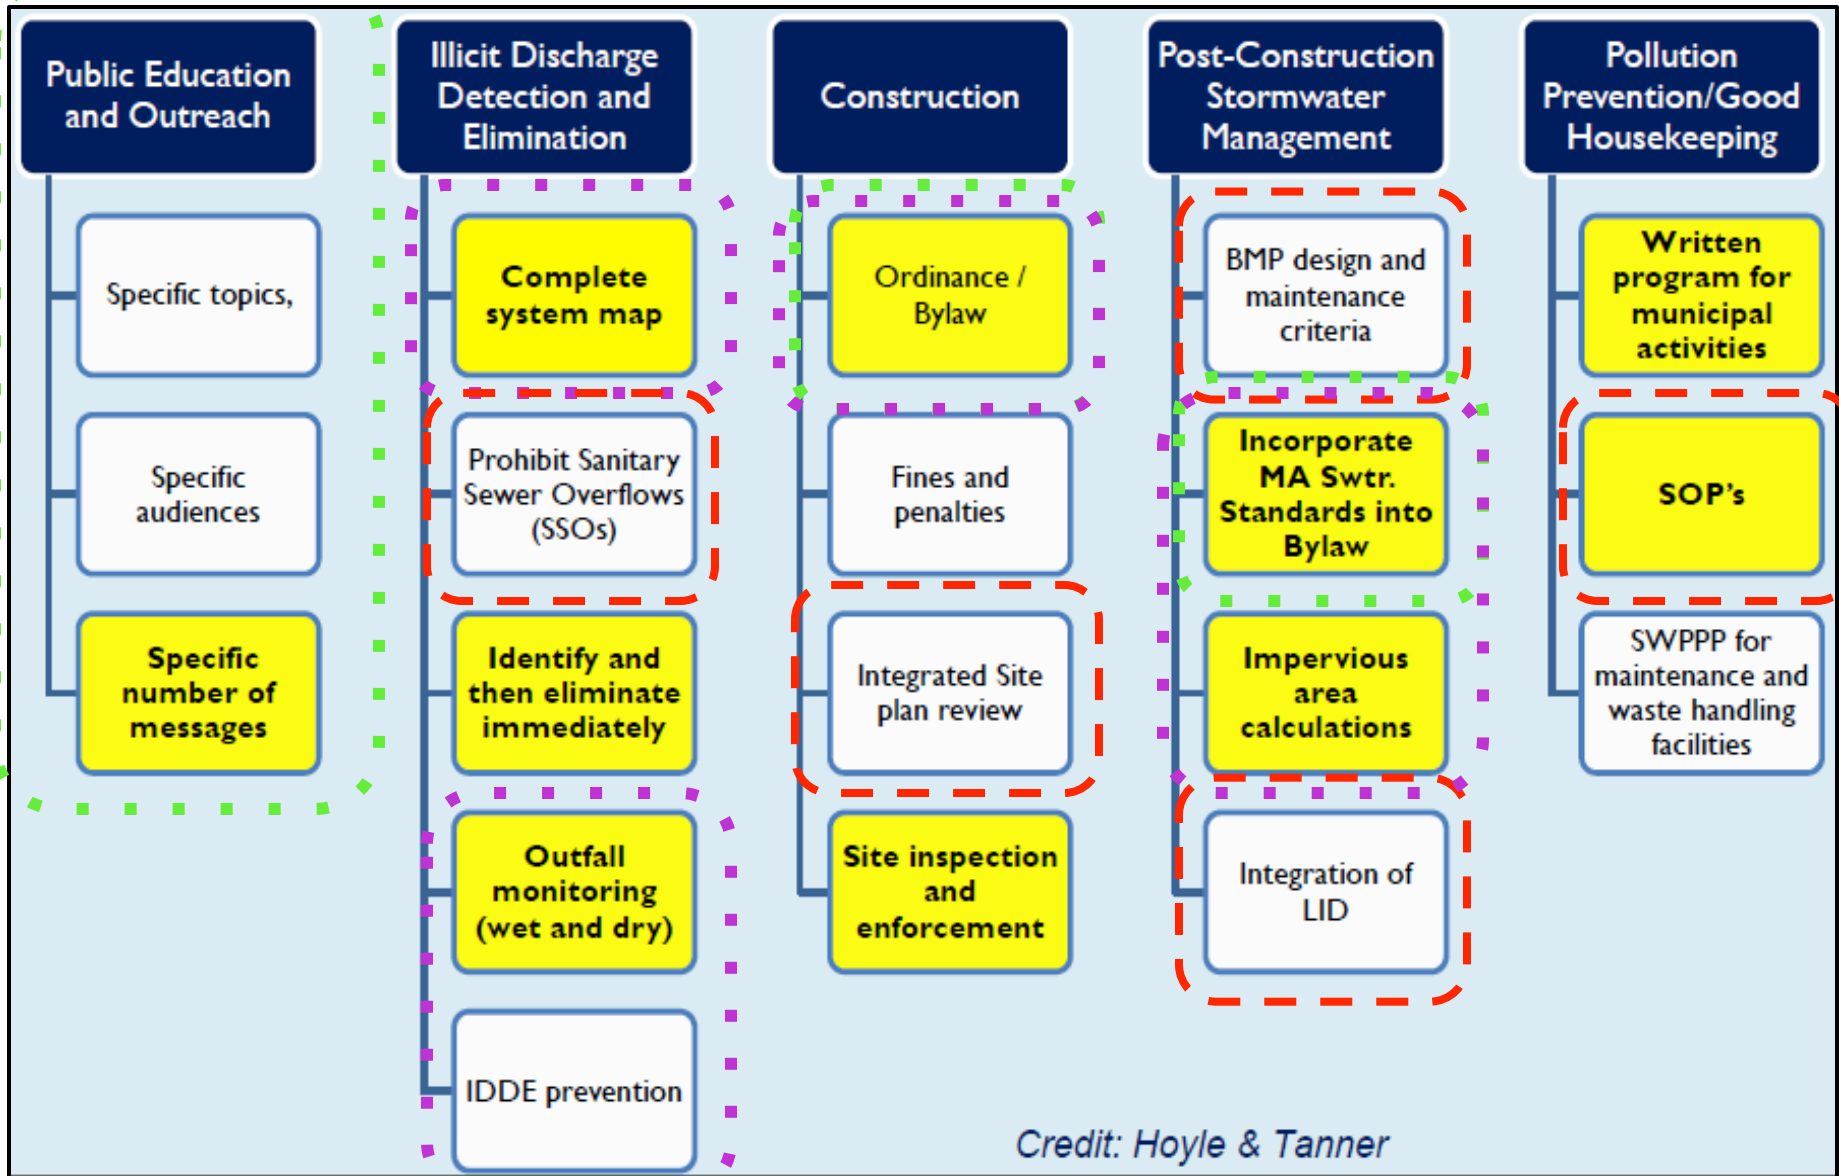 Public Education
and Outreach
Specific topics,
Specific
audiences
Specific
number of
messages
Illicit Discharge
Detection and
Elimination
Complete
system map
Prohibit Sanitary
Sewer Overflows
(SSOs)
Identify and
then eliminate
immediately
Outfall
monitoring
(wet and dry)
IDDE prevention
Construction
Ordinance /
Bylaw
Fines and
penalties
Integrated Site
plan review
Site inspection
and
enforcement
Post-Construction
Stormwater
Management
BMP design and
maintenance
criteria
Incorporate
MA Swtr.
Standards into
Bylaw
Impervious
area
calculations
Integration of
LID
Pollution
Prevention/Good
Housekeeping
Written
program for
municipal
activities
SOP's
SWPPP for
maintenance and
waste handling
facilities
Credit: Hoyle & Tanner